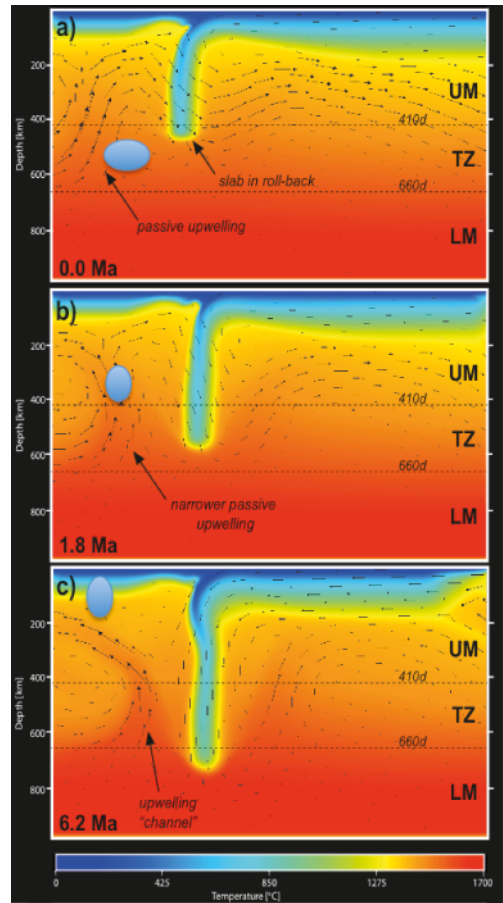 a)
200
400
600
800
Depth [km]
UM
410d
TZ
slab in roll-back
660d
passive upwelling
LM
0.0 Ma
b)
200
400
600
800
Depth [km]
UM
410d
TZ
660d
narrower passive
upwelling
LM
1.8 Ma
c)
200
400
600
800
Depth [km]
UM
410d
TZ
660d
upwelling
"channel"
LM
6.2 Ma
0 425 850 1275 1700
Temperature [°C]